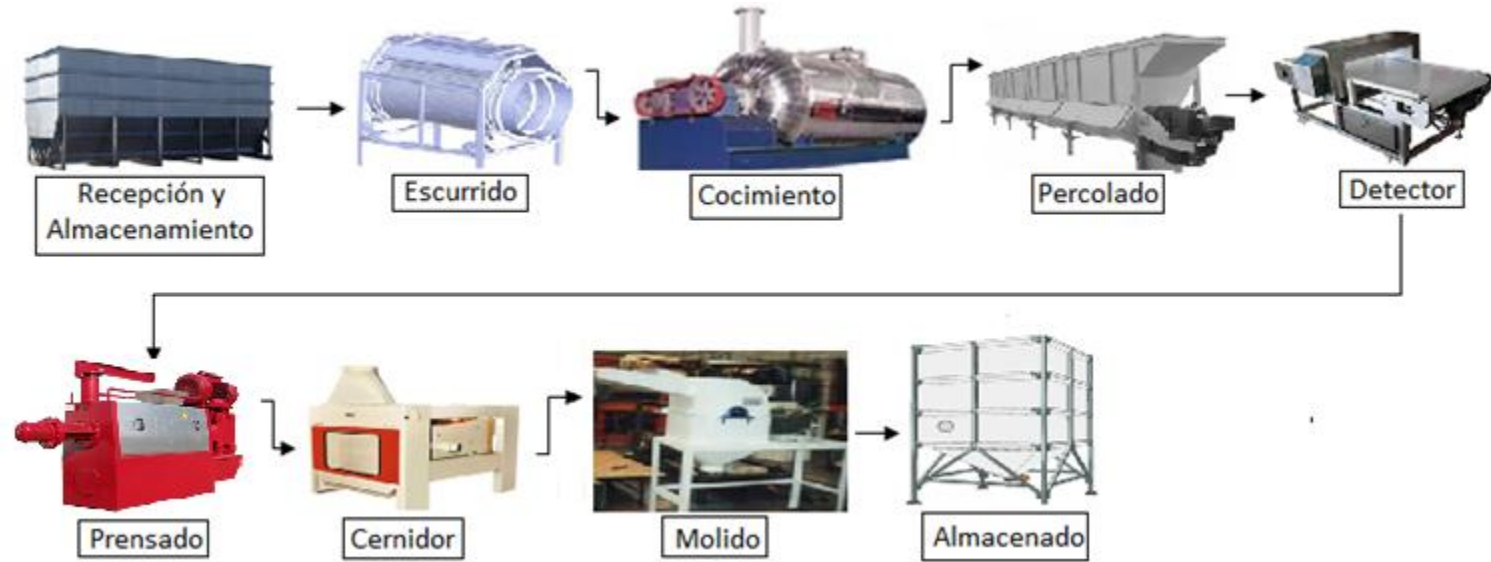 Recepción y
Almacenamiento
Escurrido
Cocimiento
Percolado
Detector
Prensado
Cernidor
Molido
Almacenado